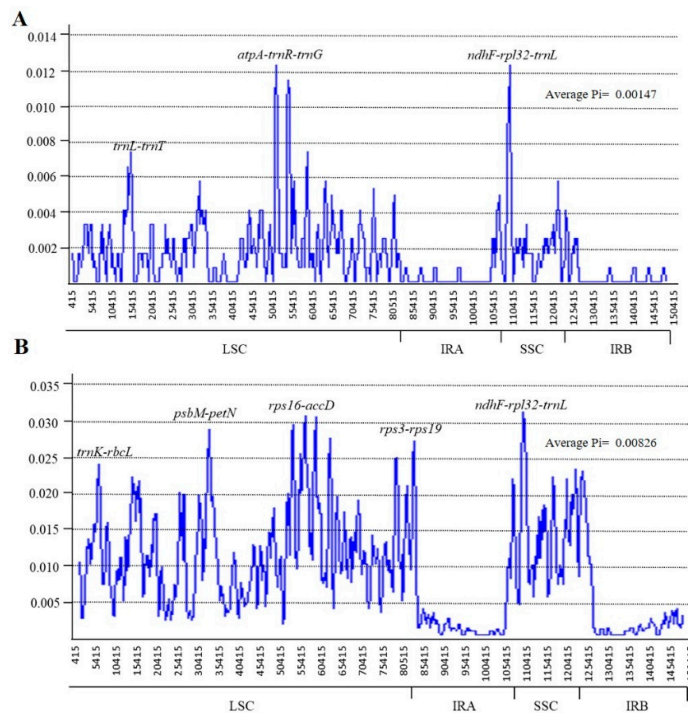 A
0.014
0.012
0.010
0.008
0.006
0.004
0.002
atpA-trnR-trnG
ndhF-rpl32-trnL
Average Pi= 0.00147
trnL-trnT
415 5415 10415 15415 20415 25415 30415 35415 40415 45415 50415 55415 60415 65415 70415 75415 80415 85415 90415 95415 100415 105415 110415 115415 120415 125415 130415 135415 140415 145415 150415
LSC IRA SSC IRB
B
0.035
0.030
0.025
0.020
0.015
0.010
0.005
psbM-petN
rps16-accD
ndhF-rpl32-trnL
rps3-rps19
Average Pi= 0.00826
trnK-rbcL
415 5415 10415 15415 20415 25415 30415 35415 40415 45415 50415 55415 60415 65415 70415 75415 80415 85415 90415 95415 100415 105415 110415 115415 120415 125415 130415 135415 140415 145415
LSC IRA SSC IRB